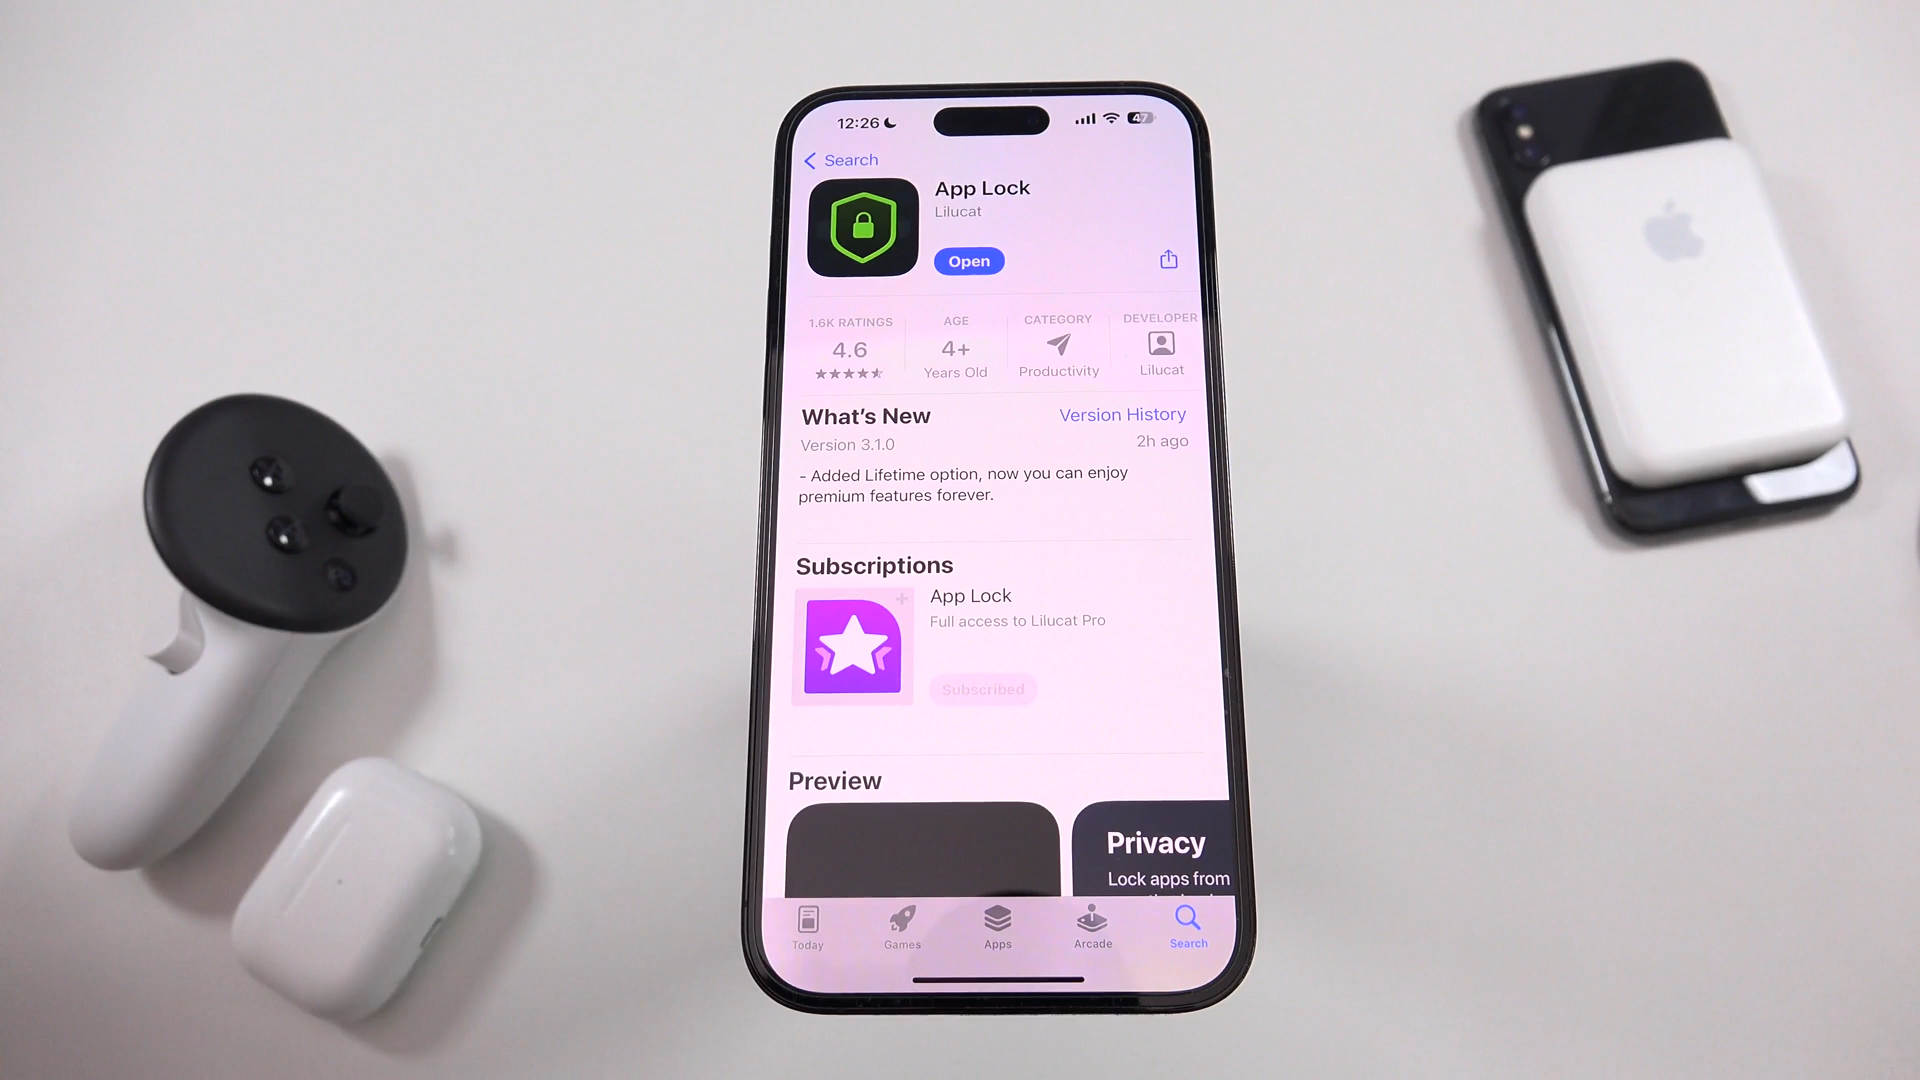 12:26
47
Search
App Lock
Lilucat
Open
1.6K RATINGS
4.6
AGE
4+
Years Old
CATEGORY
Productivity
DEVELOPER
Lilucat
What's New
Version History
Version 3.1.0
2h ago
- Added Lifetime option, now you can enjoy
premium features forever.
Subscriptions
App Lock
Full access to Lilucat Pro
Subscribed
Preview
Privacy
Lock apps from
Today
Games
Apps
Arcade
Search